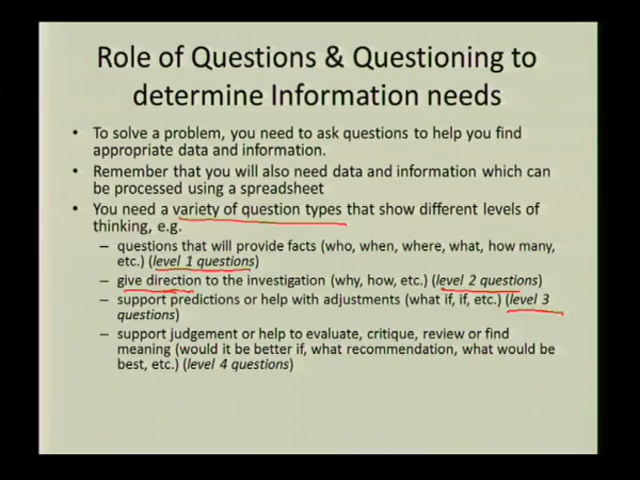 Role of Questions & Questioning to
determine Information needs
• To solve a problem, you need to ask questions to help you find
appropriate data and information.
• Remember that you will also need data and information which can
be processed using a spreadsheet
• You need a variety of question types that show different levels of
thinking, e.g.
– questions that will provide facts (who, when, where, what, how many,
etc.) (level 1 questions)
– give direction to the investigation (why, how, etc.) (level 2 questions)
– support predictions or help with adjustments (what if, if, etc.) (level 3
questions)
– support judgement or help to evaluate, critique, review or find
meaning (would it be better if, what recommendation, what would be
best, etc.) (level 4 questions)